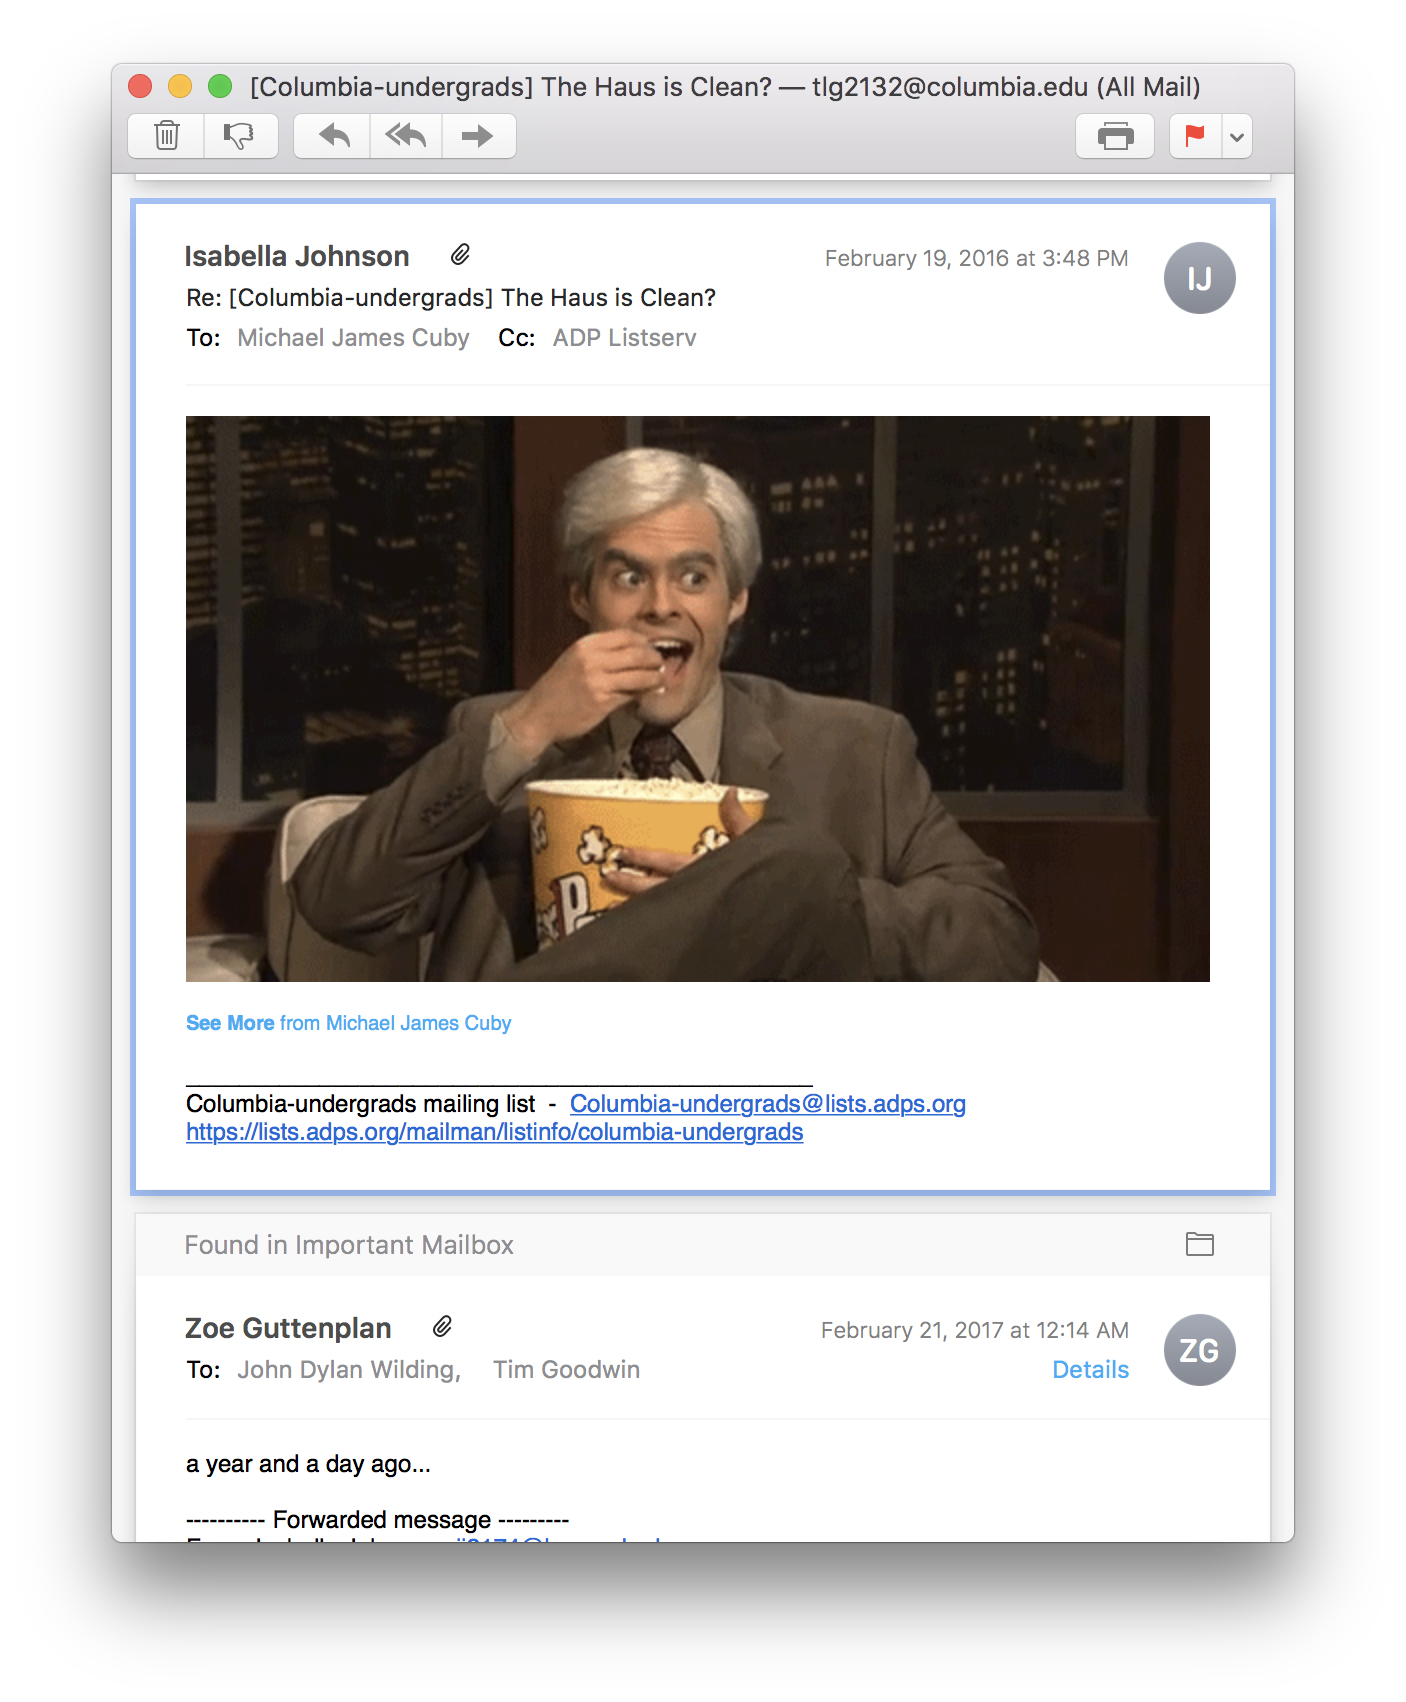 [Columbia-undergrads] The Haus is Clean? — tlg2132@columbia.edu (All Mail)
Isabella Johnson
February 19, 2016 at 3:48 PM
IJ
Re: [Columbia-undergrads] The Haus is Clean?
To: Michael James Cuby Cc: ADP Listserv
See More from Michael James Cuby
Columbia-undergrads mailing list - Columbia-undergrads@lists.adps.org
https://lists.adps.org/mailman/listinfo/columbia-undergrads
Found in Important Mailbox
Zoe Guttenplan
February 21, 2017 at 12:14 AM
ZG
To: John Dylan Wilding, Tim Goodwin
Details
a year and a day ago...
---------- Forwarded message ---------